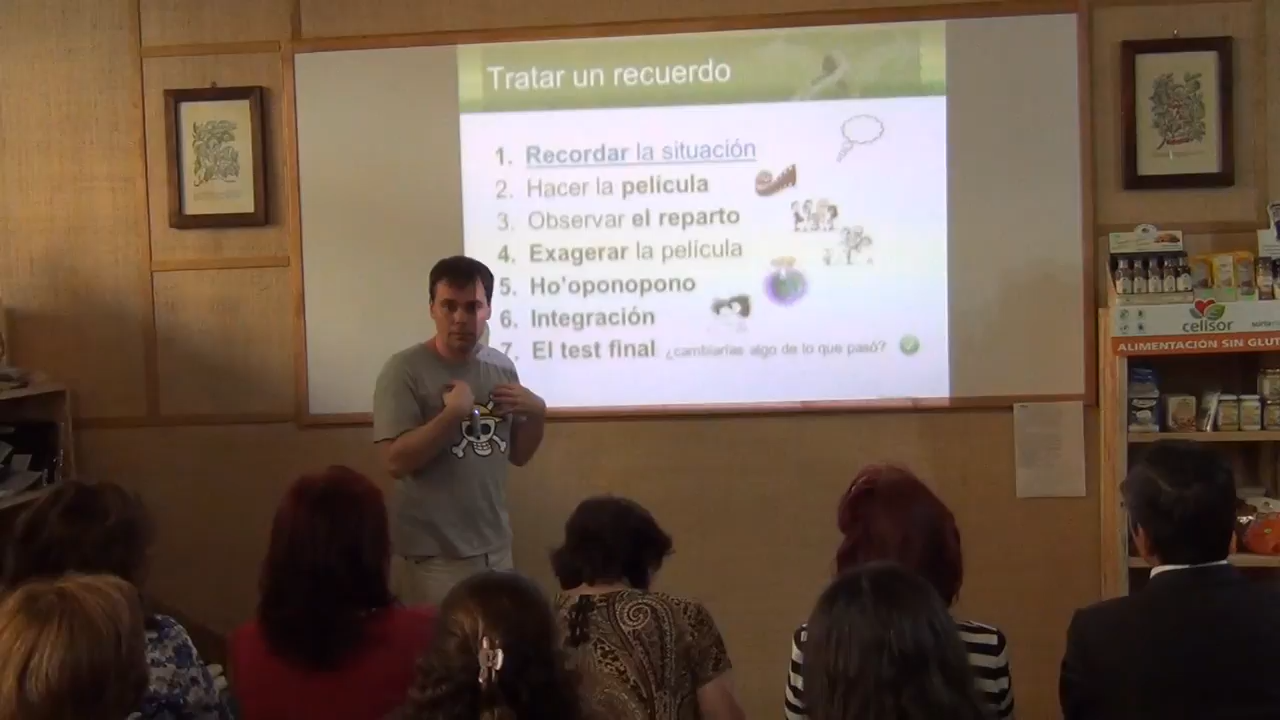 Tratar un recuerdo
1. Recordar la situación
2. Hacer la película
3. Observar el reparto
4. Exagerar la película
5. Ho'oponopono
6. Integración
7. El test final ¿cambiarías algo de lo que pasó?
celisor
ALIMENTACIÓN SIN GLUT